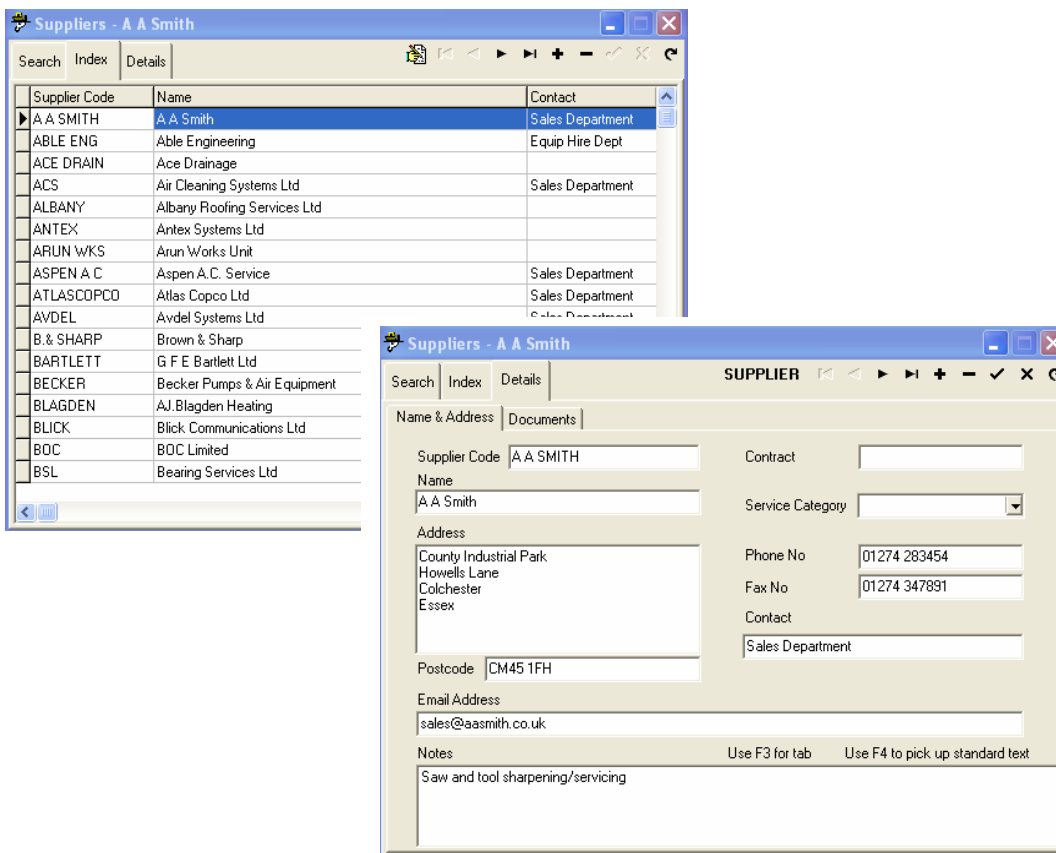 Suppliers - A A Smith
Search Index Details
Supplier Code Name Contact
A A SMITH A A Smith Sales Department
ABLE ENG Able Engineering Equip Hire Dept
ACE DRAIN Ace Drainage
ACS Air Cleaning Systems Ltd Sales Department
ALBANY Albany Roofing Services Ltd
ANTEX Antex Systems Ltd
ARUN WKS Arun Works Unit
ASPEN A C Aspen A.C. Service Sales Department
ATLASCOPCO Atlas Copco Ltd Sales Department
AVDEL Avdel Systems Ltd Sales Department
B.& SHARP Brown & Sharp
BARTLETT G F E Bartlett Ltd
BECKER Becker Pumps & Air Equipment
BLAGDEN AJ.Blagden Heating
BLICK Blick Communications Ltd
BOC BOC Limited
BSL Bearing Services Ltd
Suppliers - A A Smith
Search Index Details SUPPLIER
Name & Address Documents
Supplier Code A A SMITH Contract
Name
A A Smith Service Category
Address
County Industrial Park Phone No 01274 283454
Howells Lane
Colchester Fax No 01274 347891
Essex
Contact
Sales Department
Postcode CM45 1FH
Email Address
sales@aasmith.co.uk
Notes Use F3 for tab Use F4 to pick up standard text
Saw and tool sharpening/servicing